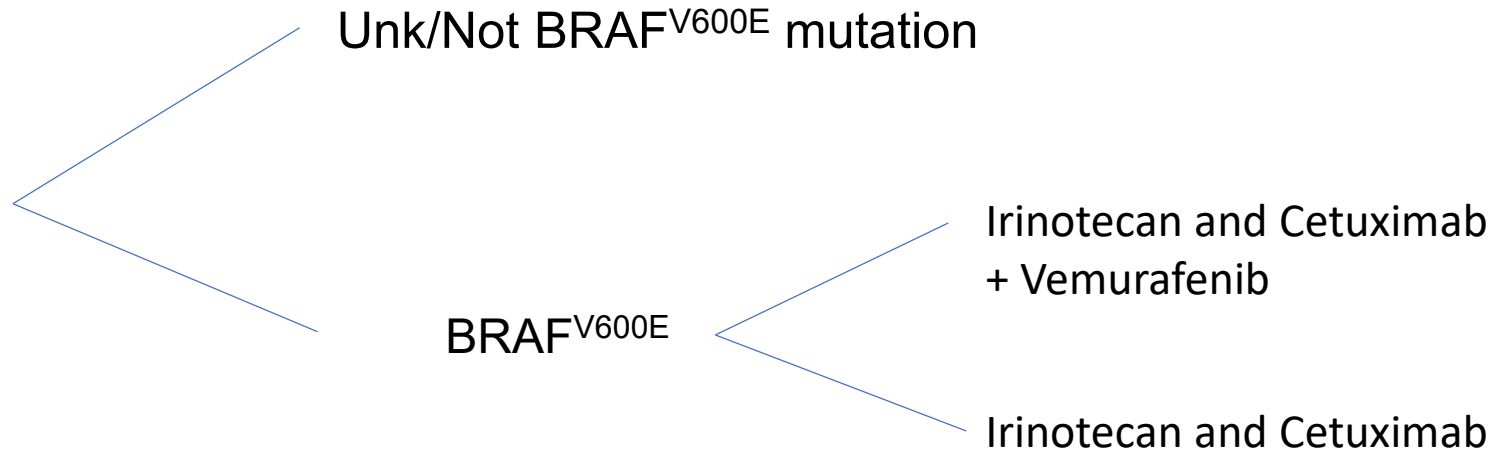 Unk/Not BRAFV600E mutation
Irinotecan and Cetuximab
+ Vemurafenib
BRAFV600E
Irinotecan and Cetuximab